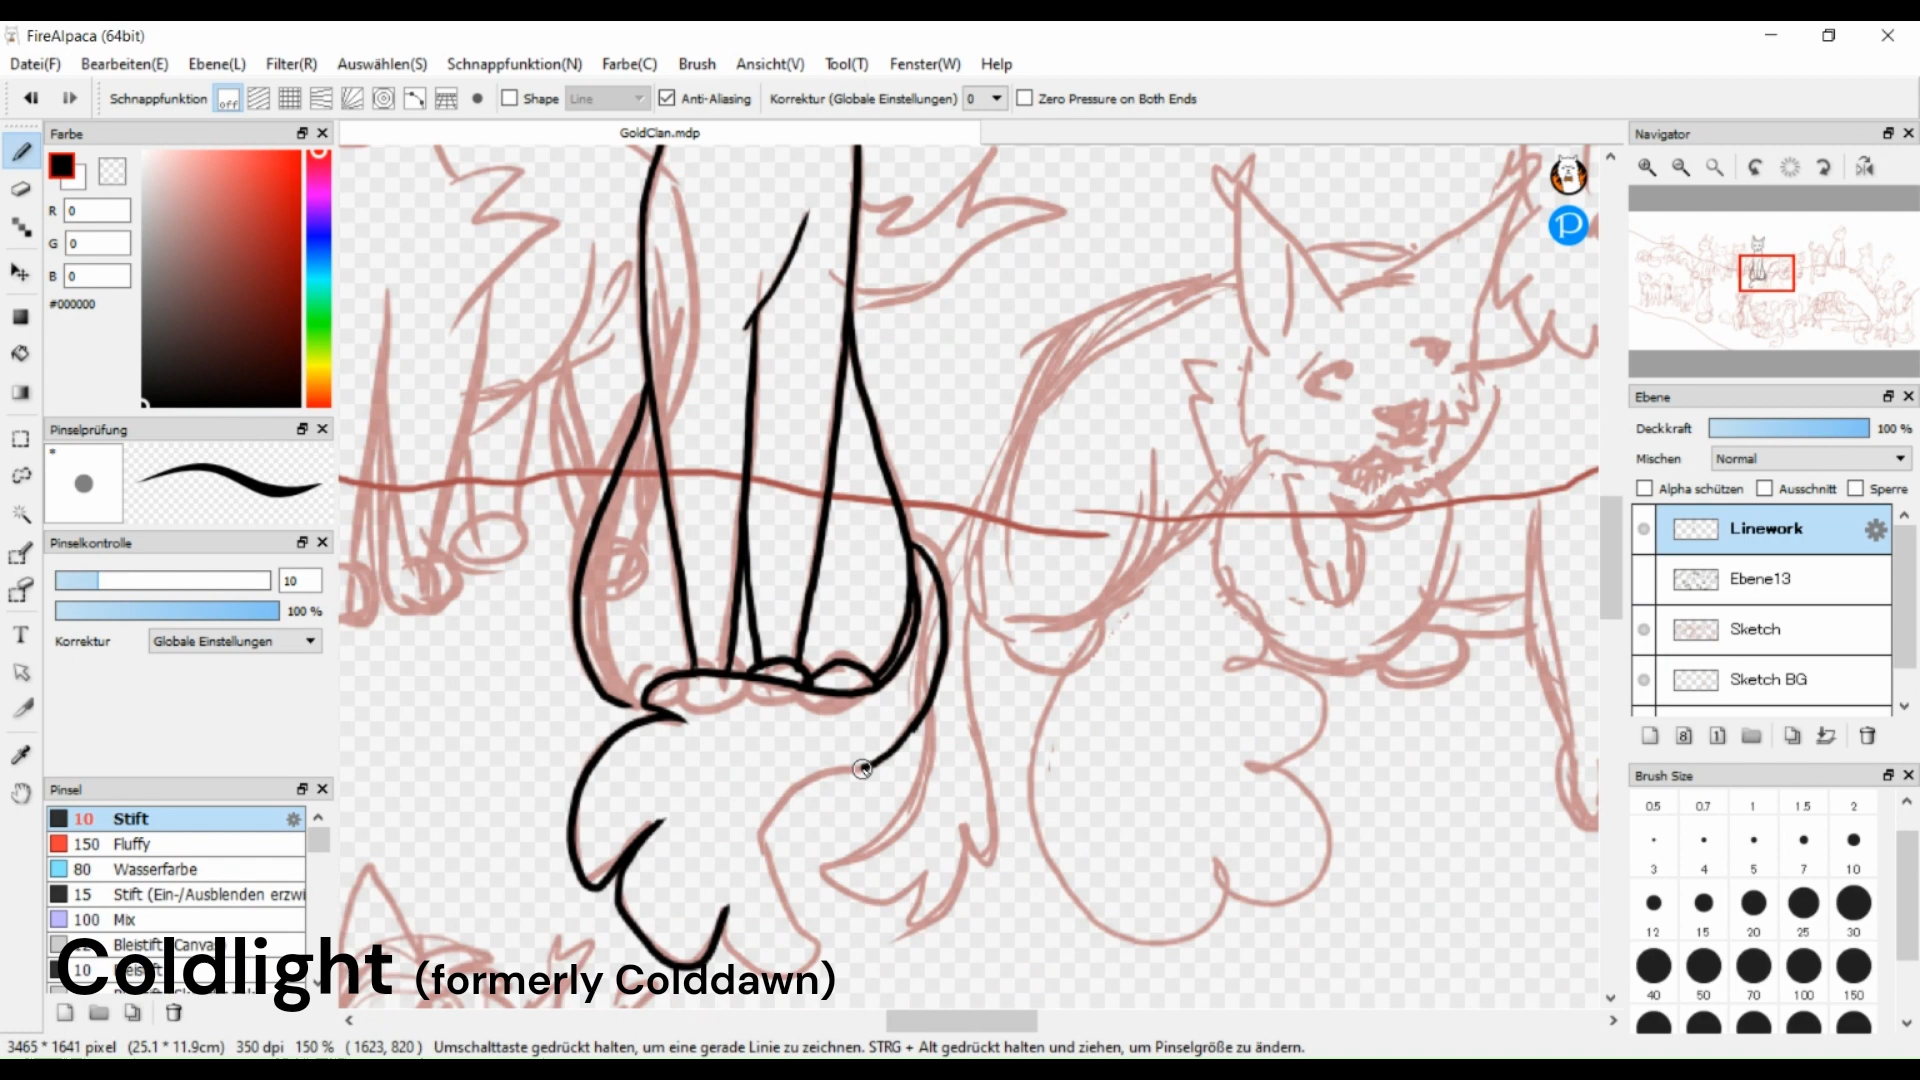 FireAlpaca (64bit)
Datei(F) Bearbeiten(E) Ebene(L) Filter(R) Auswählen(S) Schnappfunktion(N) Farbe(C) Brush Ansicht(V) Tool(T) Fenster(W) Help
Schnappfunktion off Shape Line Anti-Aliasing Korrektur (Globale Einstellungen) 0 Zero Pressure on Both Ends
Farbe
GoldClan.mdp
Navigator
R 0
G 0
B 0
#000000
Pinselprüfung
*
Pinselkontrolle
10
100 %
Korrektur Globale Einstellungen
Pinsel
10 Stift
150 Fluffy
80 Wasserfarbe
15 Stift (Ein-/Ausblenden erzwi
100 Mix
Bleistift (Canvas
10
P
Ebene
Deckkraft 100 %
Mischen Normal
Alpha schützen Ausschnitt Sperre
Linework
Ebene13
Sketch
Sketch BG
8 1
Brush Size
0.5 0.7 1 1.5 2
3 4 5 7 10
12 15 20 25 30
40 50 70 100 150
Coldlight (formerly Colddawn)
3465 * 1641 pixel (25.1 * 11.9cm) 350 dpi 150 % ( 1623, 820 ) Umschalttaste gedrückt halten, um eine gerade Linie zu zeichnen. STRG + Alt gedrückt halten und ziehen, um Pinselgröße zu ändern.